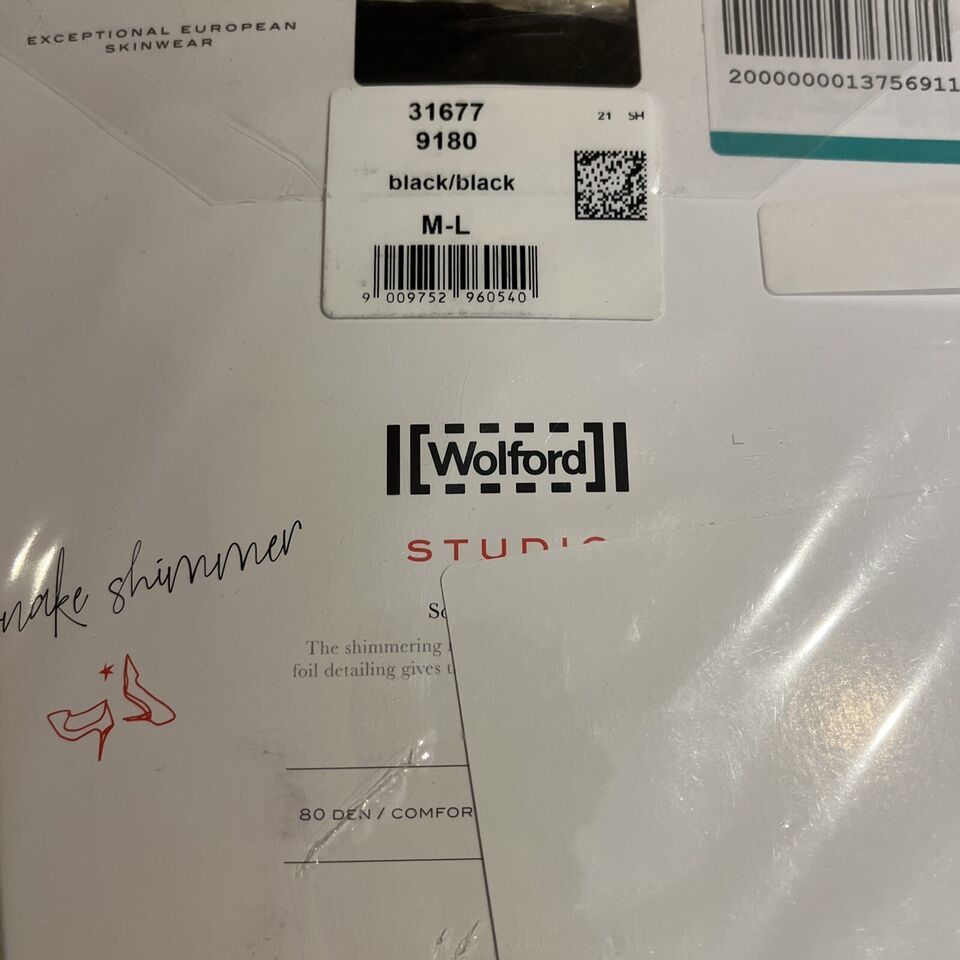 EXCEPTIONAL EUROPEAN
SKINWEAR
2000000013756911
31677
9180
21 SH
black/black
M-L
9 009752 960540
Wolford
STUDIO
shimmer
The shimmering
foil detailing gives
80 DEN / COMFOR
L